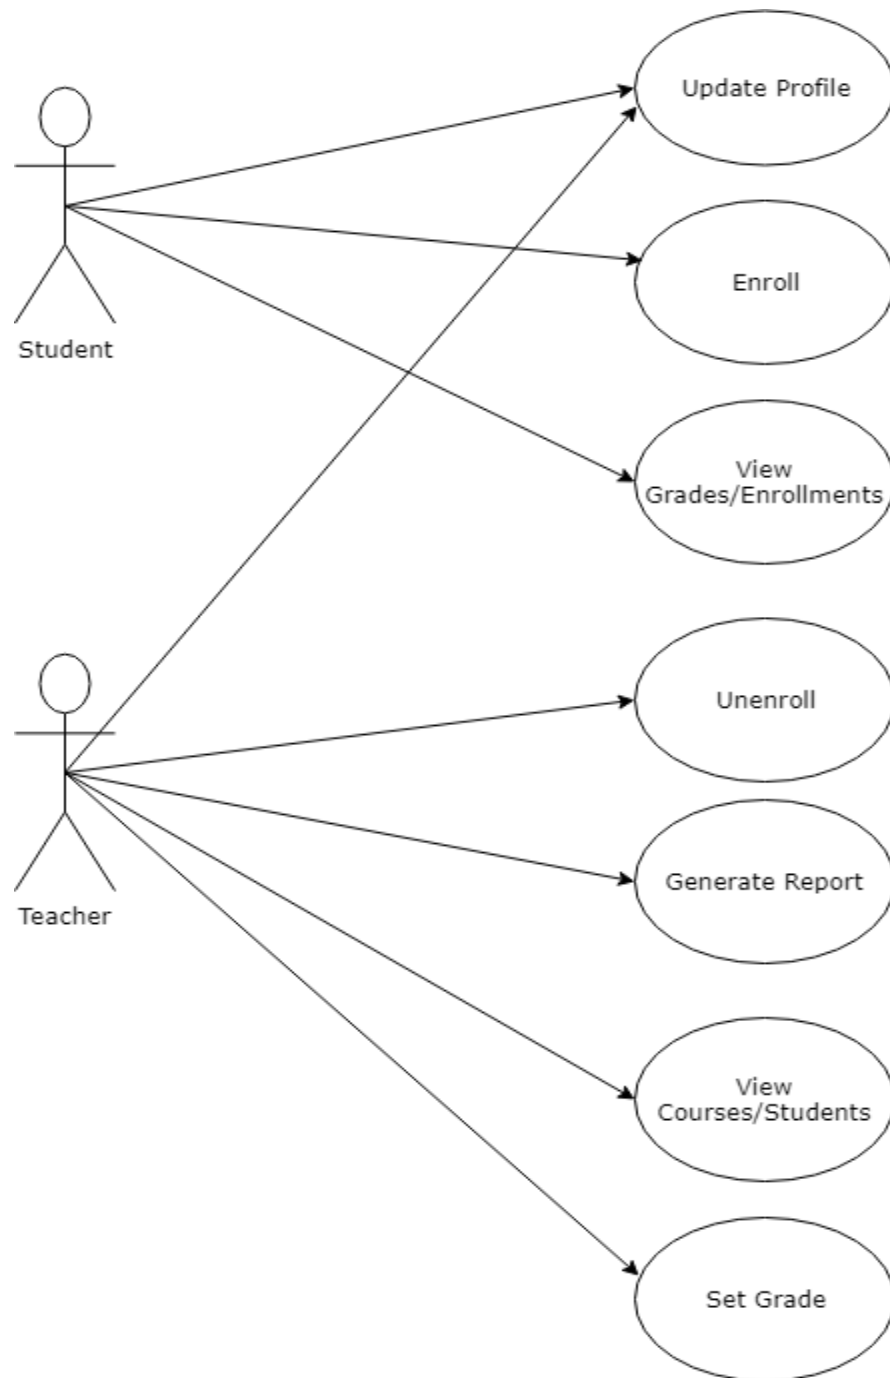 Update Profile
Enroll
Student
View
Grades/Enrollments
Unenroll
Generate Report
Teacher
View
Courses/Students
Set Grade